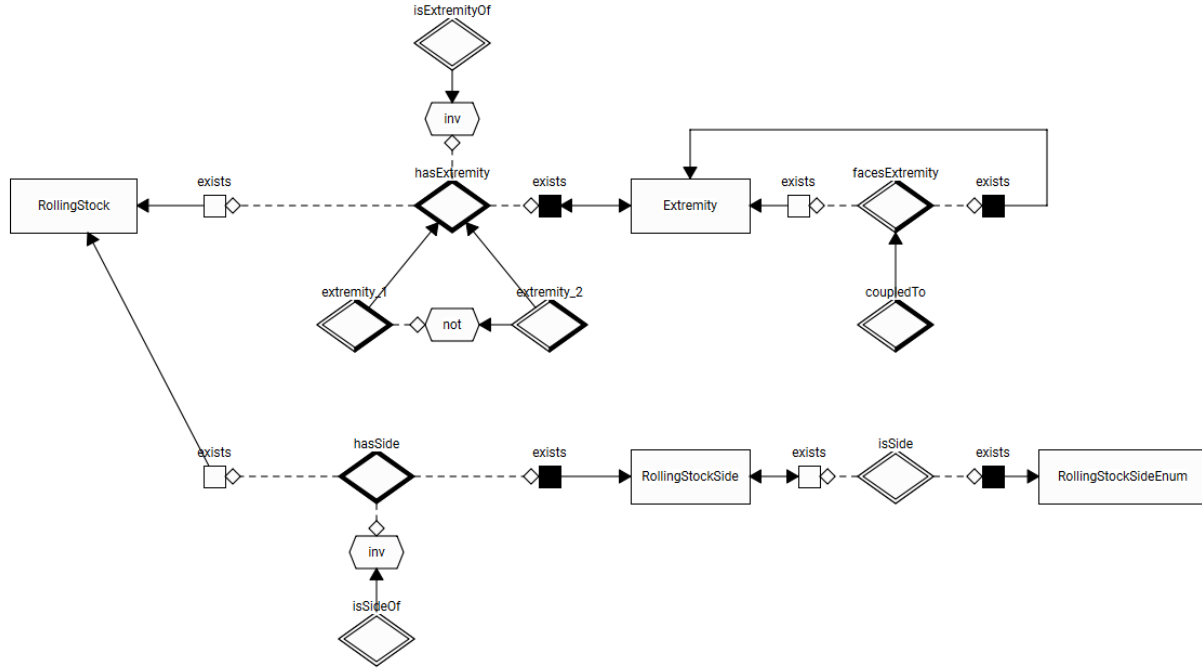 isExtremityOf
inv
hasExtremity
exists
exists
exists
facesExtremity
exists
RollingStock
Extremity
extremity_1
extremity_2
coupledTo
not
hasSide
isSide
exists
exists
exists
exists
RollingStockSide
RollingStockSideEnum
inv
isSideOf